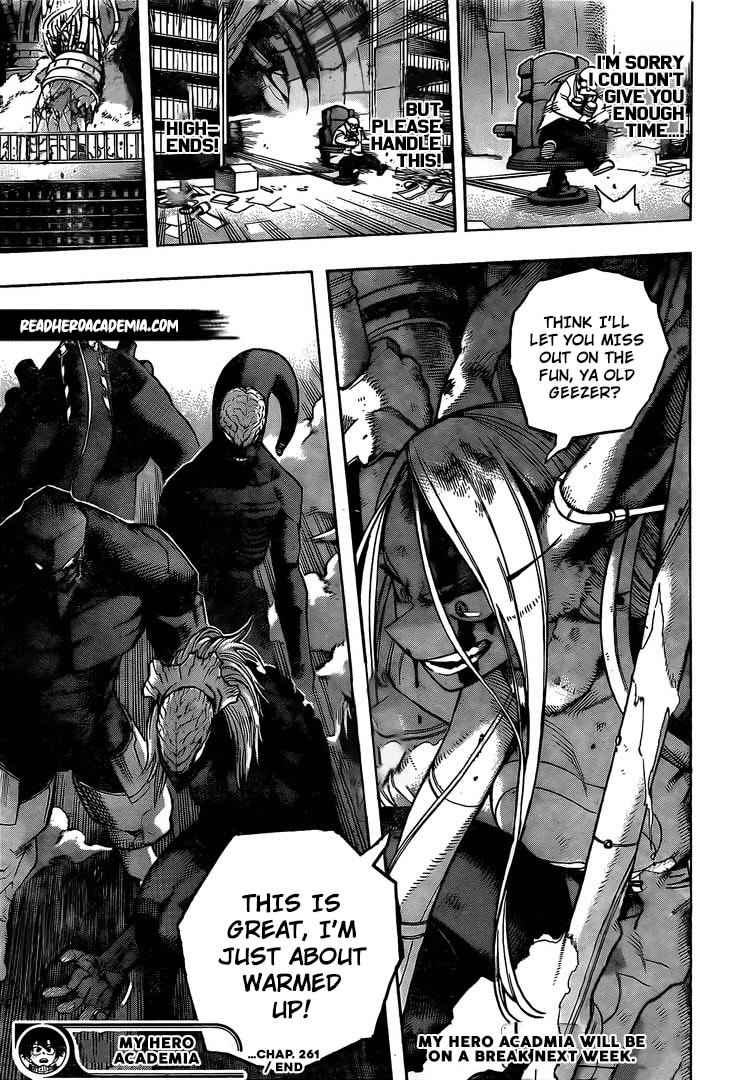 I'M SORRY
I COULDN'T
GIVE YOU
ENOUGH
TIME..!
BUT
PLEASE
HANDLE
THIS!
HIGH-
ENDS!
THINK I'LL
LET YOU MISS
OUT ON THE
FUN, YA OLD
GEEZER?
READHEROACADEMIA.COM
THIS IS
GREAT, I'M
JUST ABOUT
WARMED
UP!
MY HERO
ACADEMIA
...CHAP. 261
/ END
MY HERO ACADMIA WILL BE
ON A BREAK NEXT WEEK.